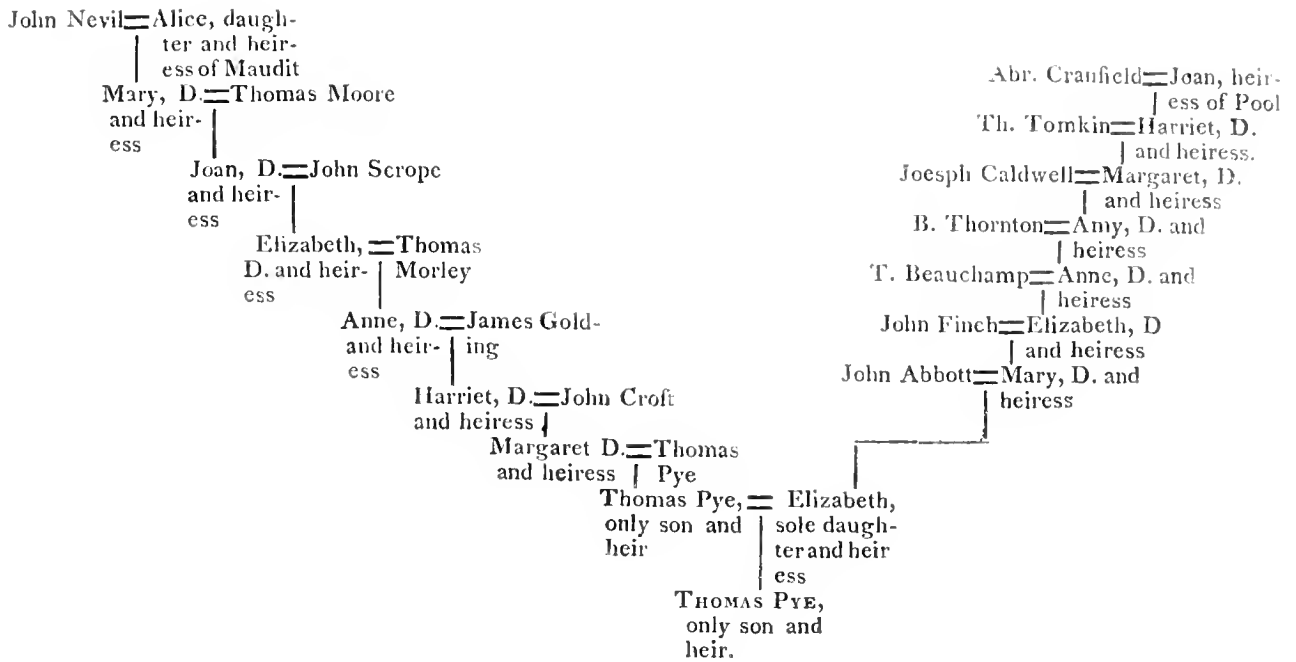 John Nevil=Alice, daugh-
ter and heir-
ess of Maudit
Mary, D.=Thomas Moore
and heir-
ess
Joan, D.=John Scrope
and heir-
ess
Elizabeth, =Thomas
D. and heir- Morley
ess
Anne, D.=James Gold-
and heir- ing
ess
Harriet, D.=John Croft
and heiress
Margaret D.=Thomas
and heiress Pye
Abr. Cranfield=Joan, heir-
ess of Pool
Th. Tomkin=Harriet, D.
and heiress.
Joesph Caldwell=Margaret, D.
and heiress
B. Thornton=Amy, D. and
heiress
T. Beauchamp=Anne, D. and
heiress
John Finch=Elizabeth, D
and heiress
John Abbott=Mary, D. and
heiress
Thomas Pye, = Elizabeth,
only son and sole daugh-
heir ter and heir
ess
THOMAS PYE,
only son and
heir.